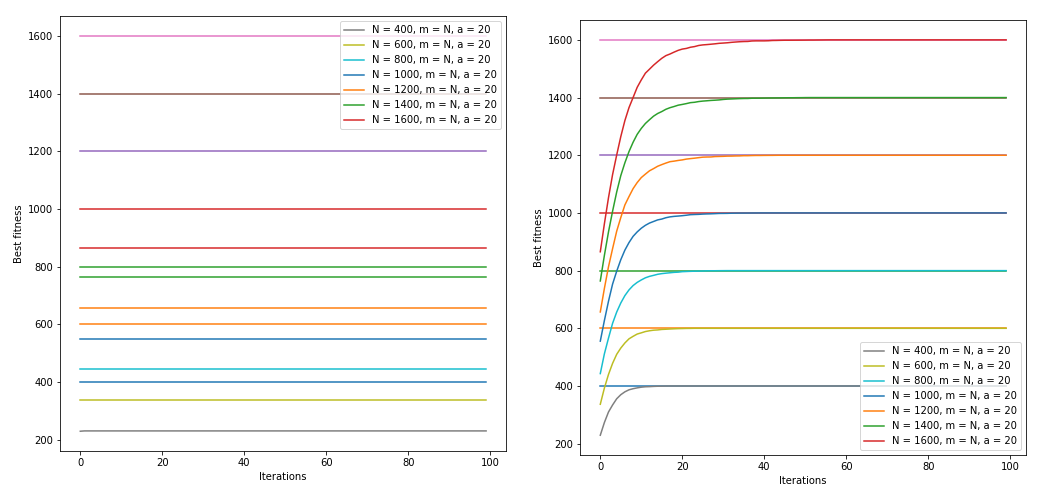 1600
1400
1200
1000
800
600
400
200
0
20
40
60
80
100
Best fitness
Iterations
N = 400, m = N, a = 20
N = 600, m = N, a = 20
N = 800, m = N, a = 20
N = 1000, m = N, a = 20
N = 1200, m = N, a = 20
N = 1400, m = N, a = 20
N = 1600, m = N, a = 20
1600
1400
1200
1000
800
600
400
200
0
20
40
60
80
100
Best fitness
Iterations
N = 400, m = N, a = 20
N = 600, m = N, a = 20
N = 800, m = N, a = 20
N = 1000, m = N, a = 20
N = 1200, m = N, a = 20
N = 1400, m = N, a = 20
N = 1600, m = N, a = 20